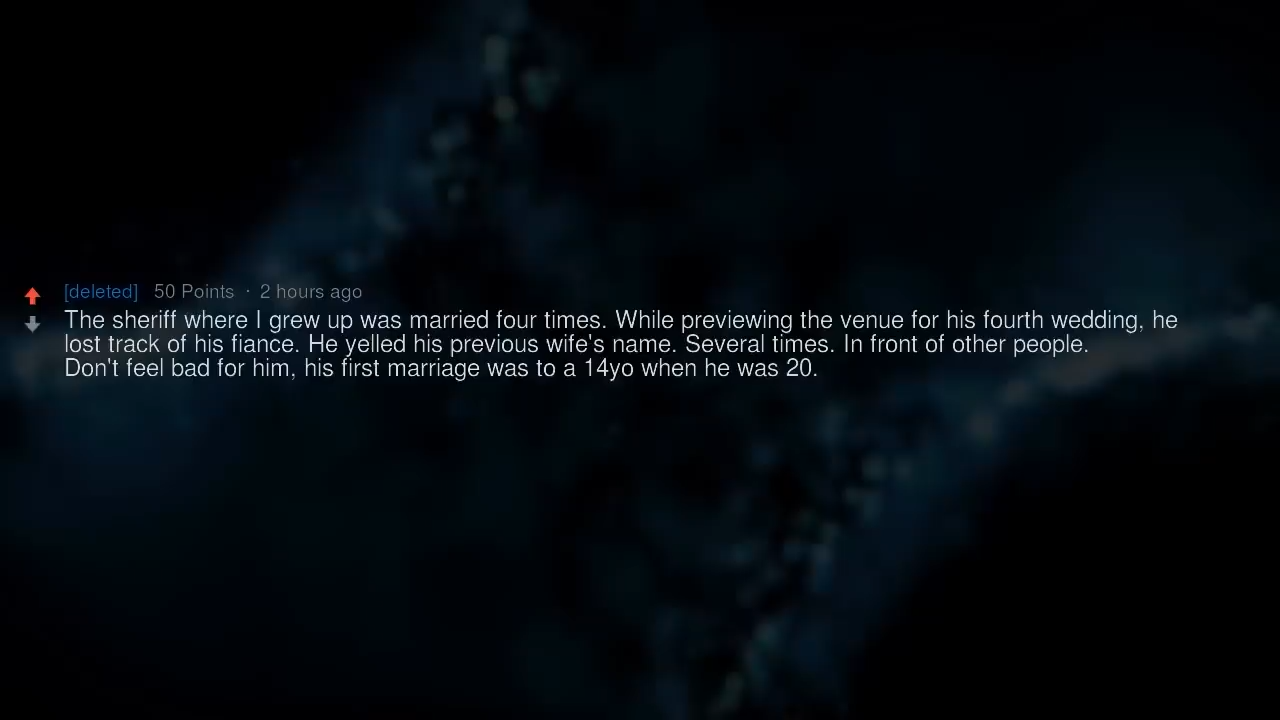 [deleted] 50 Points · 2 hours ago
The sheriff where I grew up was married four times. While previewing the venue for his fourth wedding, he
lost track of his fiance. He yelled his previous wife's name. Several times. In front of other people.
Don't feel bad for him, his first marriage was to a 14yo when he was 20.